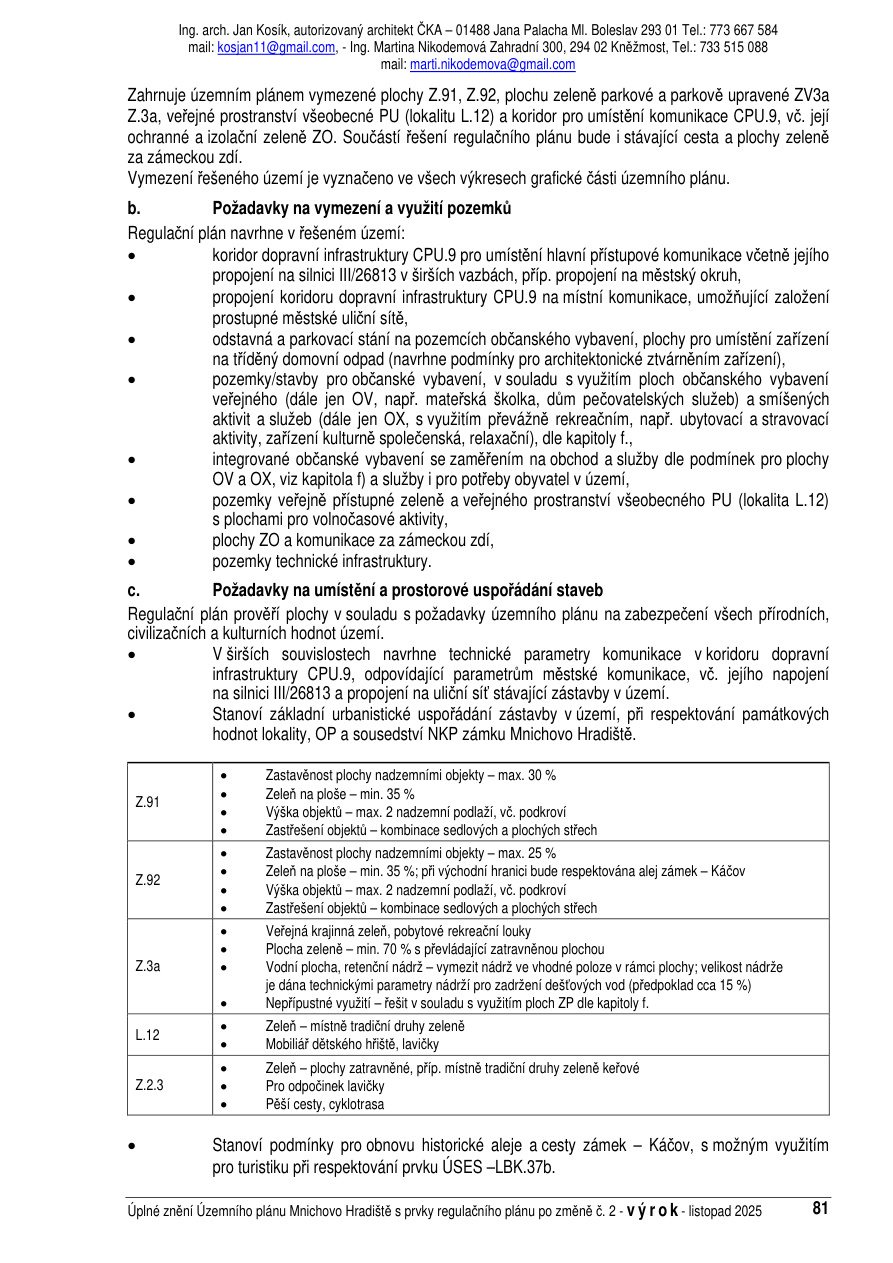 Ing. arch. Jan Kosík, autorizovaný architekt ČKA – 01488 Jana Palacha Ml. Boleslav 293 01 Tel.: 773 667 584
mail: kosjan11@gmail.com, - Ing. Martina Nikodemová Zahradní 300, 294 02 Kněžmost, Tel.: 733 515 088
mail: marti.nikodemova@gmail.com
Zahrnuje územním plánem vymezené plochy Z.91, Z.92, plochu zeleně parkové a parkově upravené ZV3a
Z.3a, veřejné prostranství všeobecné PU (lokalitu L.12) a koridor pro umístění komunikace CPU.9, vč. její
ochranné a izolační zeleně ZO. Součástí řešení regulačního plánu bude i stávající cesta a plochy zeleně
za zámeckou zdí.
Vymezení řešeného území je vyznačeno ve všech výkresech grafické části územního plánu.
b. Požadavky na vymezení a využití pozemků
Regulační plán navrhne v řešeném území:
• koridor dopravní infrastruktury CPU.9 pro umístění hlavní přístupové komunikace včetně jejího
propojení na silnici III/26813 v širších vazbách, příp. propojení na městský okruh,
• propojení koridoru dopravní infrastruktury CPU.9 na místní komunikace, umožňující založení
prostupné městské uliční sítě,
• odstavná a parkovací stání na pozemcích občanského vybavení, plochy pro umístění zařízení
na tříděný domovní odpad (navrhne podmínky pro architektonické ztvárněním zařízení),
• pozemky/stavby pro občanské vybavení, v souladu s využitím ploch občanského vybavení
veřejného (dále jen OV, např. mateřská školka, dům pečovatelských služeb) a smíšených
aktivit a služeb (dále jen OX, s využitím převážně rekreačním, např. ubytovací a stravovací
aktivity, zařízení kulturně společenská, relaxační), dle kapitoly f.,
• integrované občanské vybavení se zaměřením na obchod a služby dle podmínek pro plochy
OV a OX, viz kapitola f) a služby i pro potřeby obyvatel v území,
• pozemky veřejně přístupné zeleně a veřejného prostranství všeobecného PU (lokalita L.12)
s plochami pro volnočasové aktivity,
• plochy ZO a komunikace za zámeckou zdí,
• pozemky technické infrastruktury.
c. Požadavky na umístění a prostorové uspořádání staveb
Regulační plán prověří plochy v souladu s požadavky územního plánu na zabezpečení všech přírodních,
civilizačních a kulturních hodnot území.
• V širších souvislostech navrhne technické parametry komunikace v koridoru dopravní
infrastruktury CPU.9, odpovídající parametrům městské komunikace, vč. jejího napojení
na silnici III/26813 a propojení na uliční síť stávající zástavby v území.
• Stanoví základní urbanistické uspořádání zástavby v území, při respektování památkových
hodnot lokality, OP a sousedství NKP zámku Mnichovo Hradiště.
Z.91
• Zastavěnost plochy nadzemními objekty – max. 30 %
• Zeleň na ploše – min. 35 %
• Výška objektů – max. 2 nadzemní podlaží, vč. podkroví
• Zastřešení objektů – kombinace sedlových a plochých střech
Z.92
• Zastavěnost plochy nadzemními objekty – max. 25 %
• Zeleň na ploše – min. 35 %; při východní hranici bude respektována alej zámek – Káčov
• Výška objektů – max. 2 nadzemní podlaží, vč. podkroví
• Zastřešení objektů – kombinace sedlových a plochých střech
Z.3a
• Veřejná krajinná zeleň, pobytové rekreační louky
• Plocha zeleně – min. 70 % s převládající zatravněnou plochou
• Vodní plocha, retenční nádrž – vymezit nádrž ve vhodné poloze v rámci plochy; velikost nádrže
je dána technickými parametry nádrží pro zadržení dešťových vod (předpoklad cca 15 %)
• Nepřípustné využití – řešit v souladu s využitím ploch ZP dle kapitoly f.
L.12
• Zeleň – místně tradiční druhy zeleně
• Mobiliář dětského hřiště, lavičky
Z.2.3
• Zeleň – plochy zatravněné, příp. místně tradiční druhy zeleně keřové
• Pro odpočinek lavičky
• Pěší cesty, cyklotrasa
• Stanoví podmínky pro obnovu historické aleje a cesty zámek – Káčov, s možným využitím
pro turistiku při respektování prvku ÚSES –LBK.37b.
Úplné znění Územního plánu Mnichovo Hradiště s prvky regulačního plánu po změně č. 2 - v ý r o k - listopad 2025 81